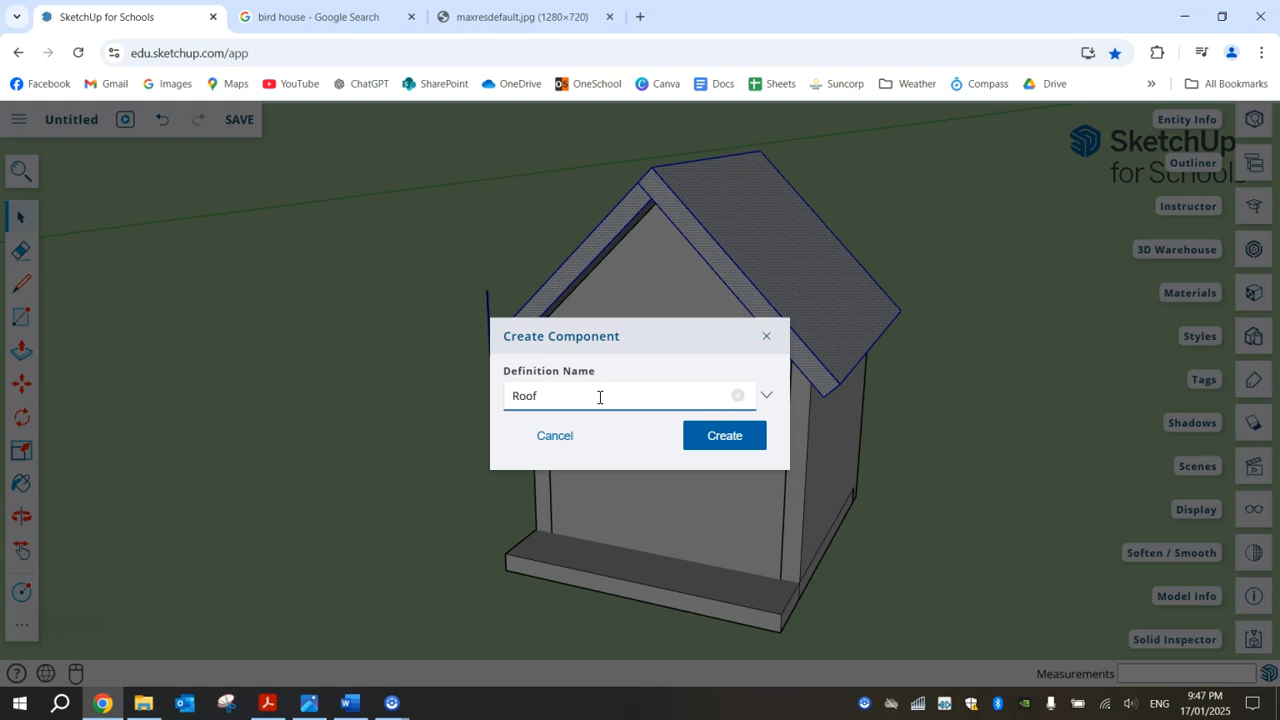 SketchUp for Schools
bird house - Google Search
maxresdefault.jpg (1280×720)
edu.sketchup.com/app
Facebook
Gmail
Images
Maps
YouTube
ChatGPT
SharePoint
OneDrive
OneSchool
Canva
Docs
Sheets
Suncorp
Weather
Compass
Drive
All Bookmarks
Untitled
SAVE
SketchUp
for Schools
Entity Info
Outliner
Instructor
3D Warehouse
Materials
Styles
Tags
Shadows
Scenes
Display
Soften / Smooth
Model Info
Solid Inspector
Create Component
Definition Name
Roof
Cancel
Create
Measurements
ENG
9:47 PM
17/01/2025